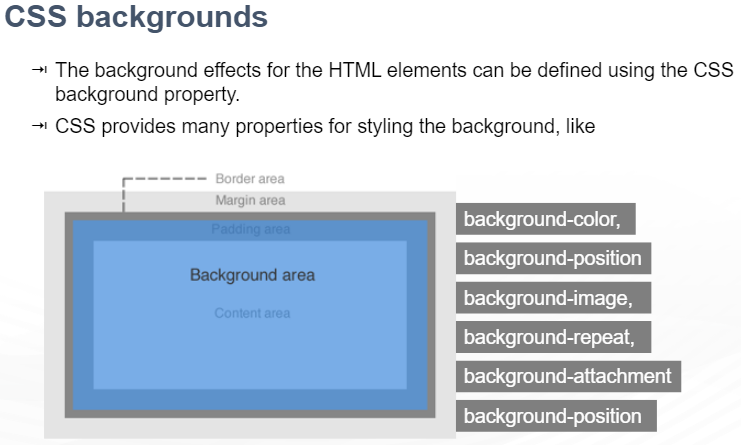 CSS backgrounds
→ The background effects for the HTML elements can be defined using the CSS
background property.
→ CSS provides many properties for styling the background, like
Border area
Margin area
Padding area
Background area
Content area
background-color,
background-position
background-image,
background-repeat,
background-attachment
background-position